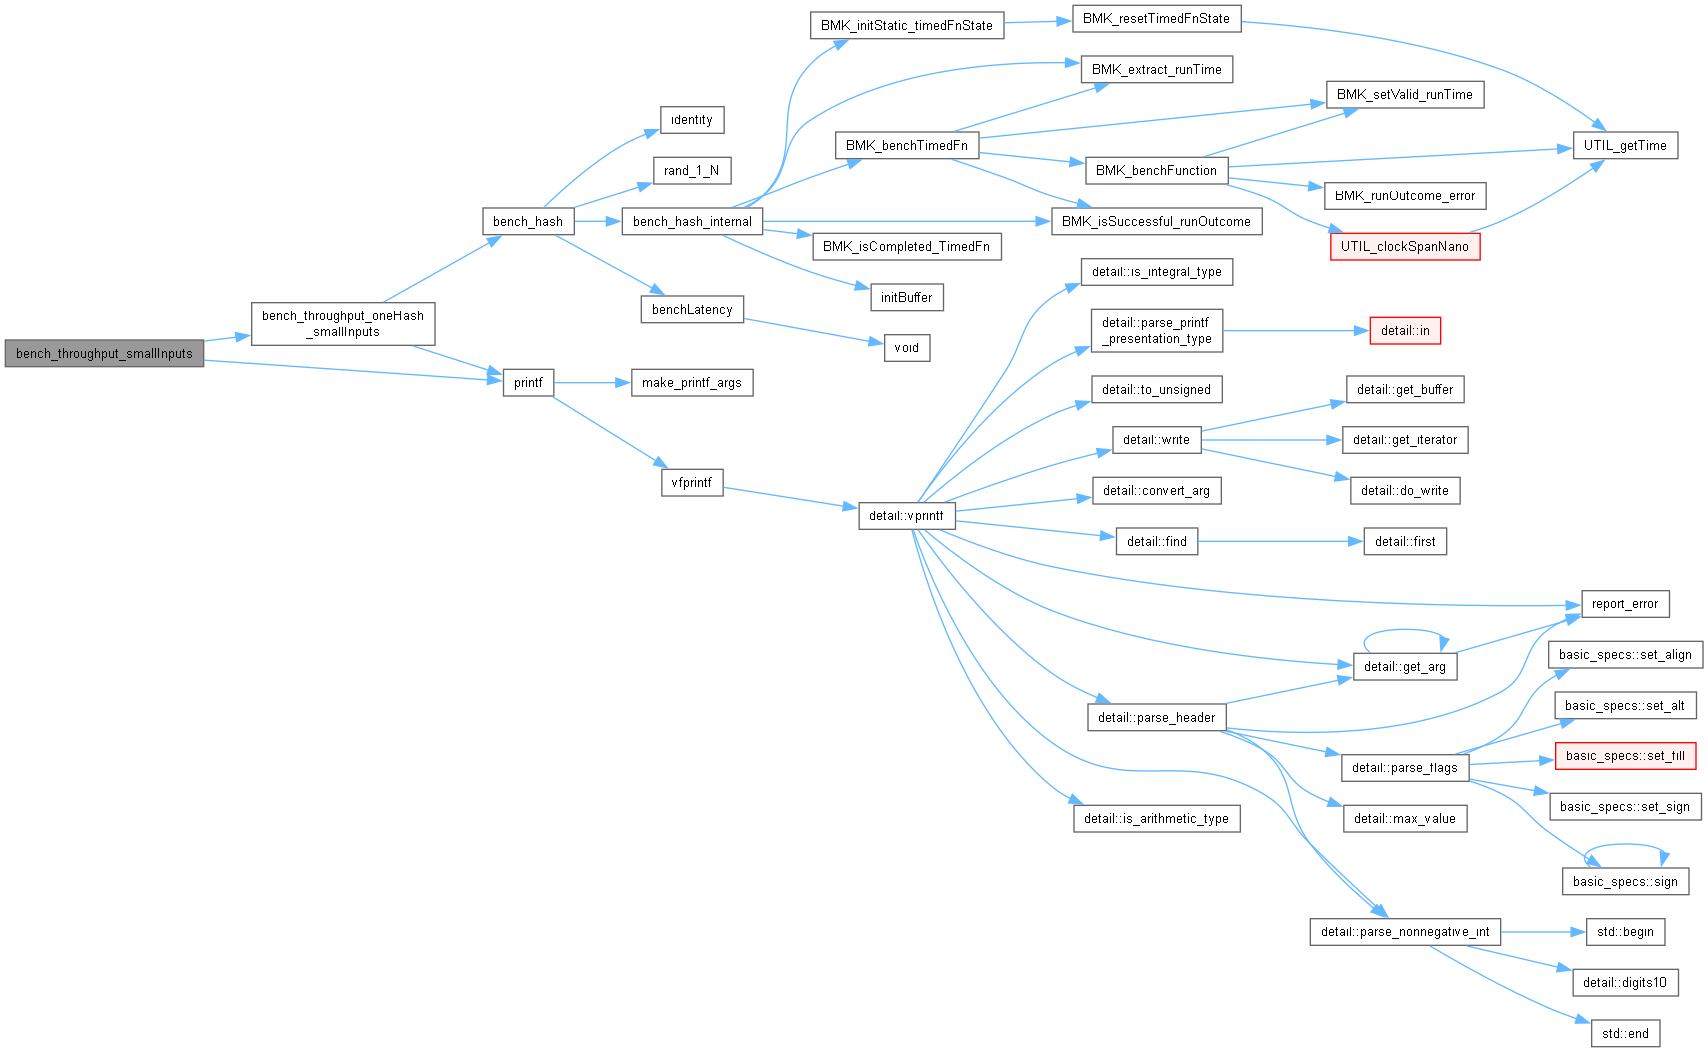 BMK_initStatic_timedFnState
BMK_resetTimedFnState
BMK_extract_runTime
BMK_setValid_runTime
identity
BMK_benchTimedFn
UTIL_getTime
rand_1_N
BMK_benchFunction
BMK_runOutcome_error
bench_hash
bench_hash_internal
BMK_isSuccessful_runOutcome
BMK_isCompleted_TimedFn
UTIL_clockSpanNano
detail::is_integral_type
initBuffer
benchLatency
bench_throughput_oneHash
_smallInputs
detail::parse_printf
_presentation_type
detail::in
void
bench_throughput_smallInputs
printf
make_printf_args
detail::to_unsigned
detail::get_buffer
detail::write
detail::get_iterator
vfprintf
detail::convert_arg
detail::do_write
detail::vprintf
detail::find
detail::first
report_error
detail::get_arg
basic_specs::set_align
detail::parse_header
basic_specs::set_alt
detail::parse_flags
basic_specs::set_fill
basic_specs::set_sign
detail::is_arithmetic_type
detail::max_value
basic_specs::sign
detail::parse_nonnegative_int
std::begin
detail::digits10
std::end